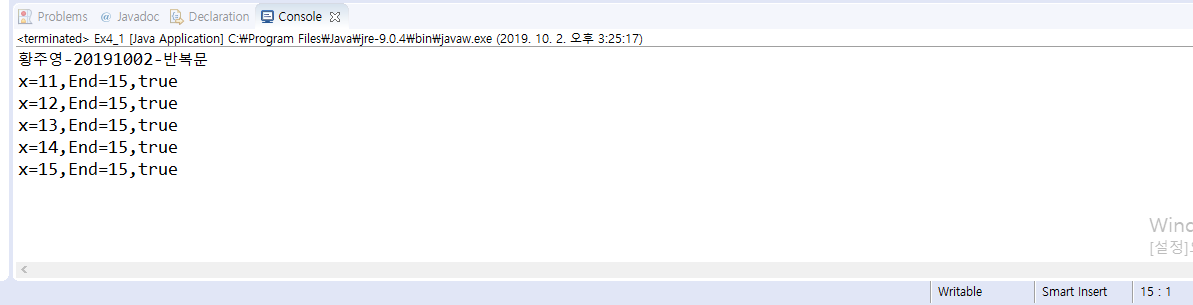 Problems @ Javadoc Declaration Console
<terminated> Ex4_1 [Java Application] C:₩Program Files₩Java₩jre-9.0.4₩bin₩javaw.exe (2019. 10. 2. 오후 3:25:17)
황주영-20191002-반복문
x=11,End=15,true
x=12,End=15,true
x=13,End=15,true
x=14,End=15,true
x=15,End=15,true
[설정]
Writable Smart Insert 15 : 1